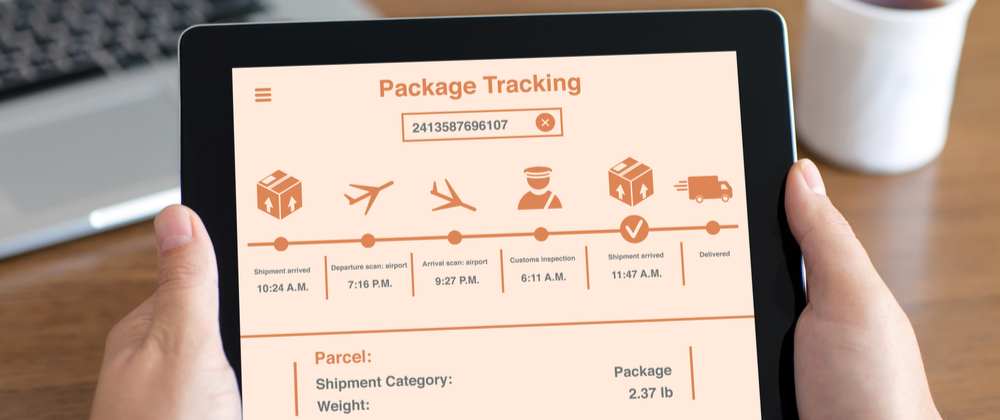 Package Tracking
2413587696107
Shipment arrived
10:24 A.M.
Departure scan: airport
7:16 P.M.
Arrival scan: airport
9:27 P.M.
Customs inspection
6:11 A.M.
Shipment arrived
11:47 A.M.
Delivered
Parcel:
Shipment Category: Package
Weight: 2.37 lb